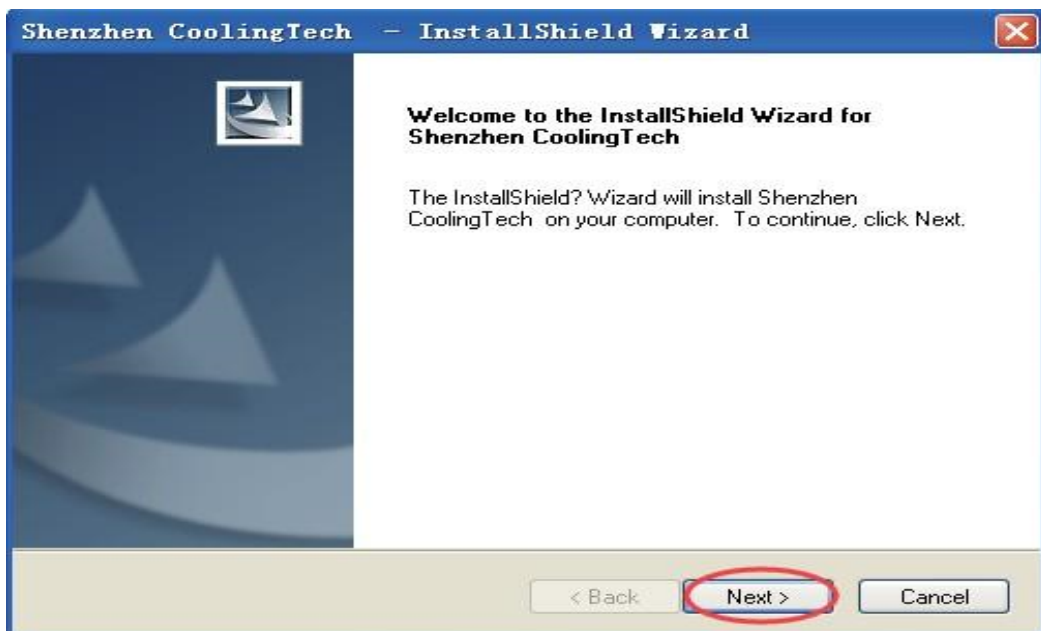 Shenzhen CoolingTech - InstallShield Wizard
Welcome to the InstallShield Wizard for
Shenzhen CoolingTech
The InstallShield? Wizard will install Shenzhen
CoolingTech on your computer. To continue, click Next.
< Back
Next >
Cancel